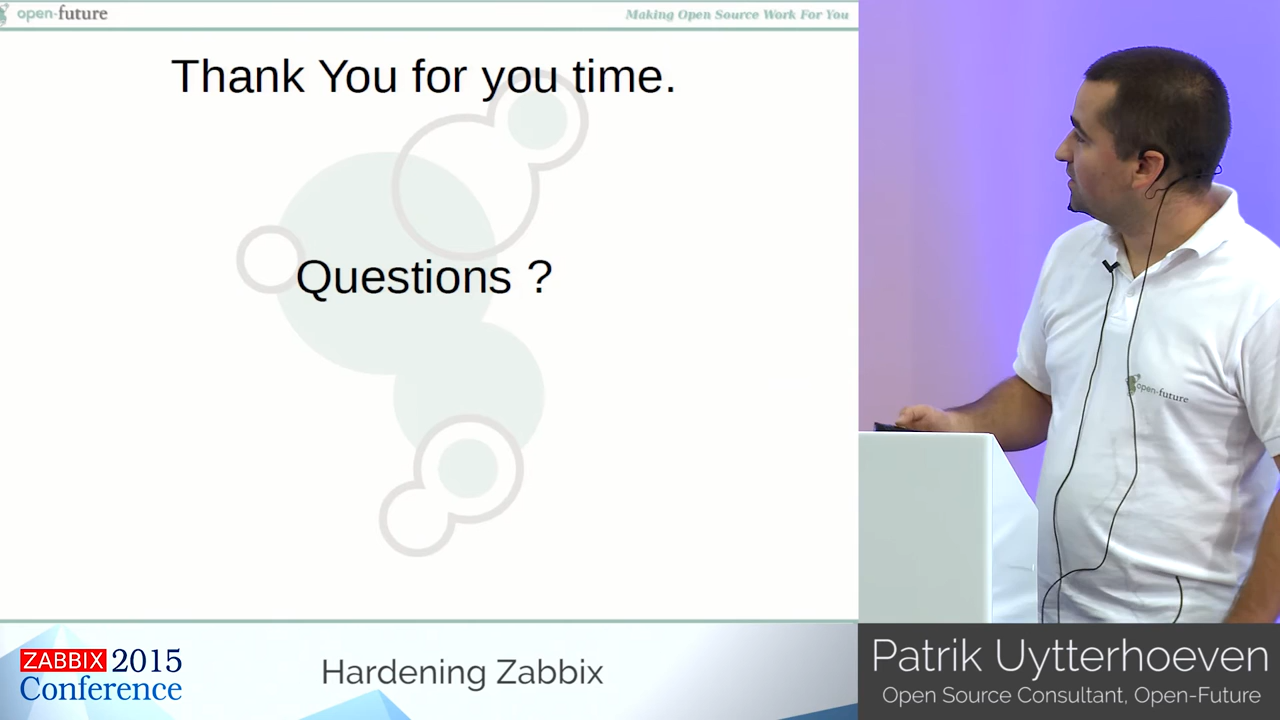 open-future
Making Open Source Work For You
Thank You for you time.
Questions ?
open-future
ZABBIX 2015
Conference
Hardening Zabbix
Patrik Uytterhoeven
Open Source Consultant, Open-Future